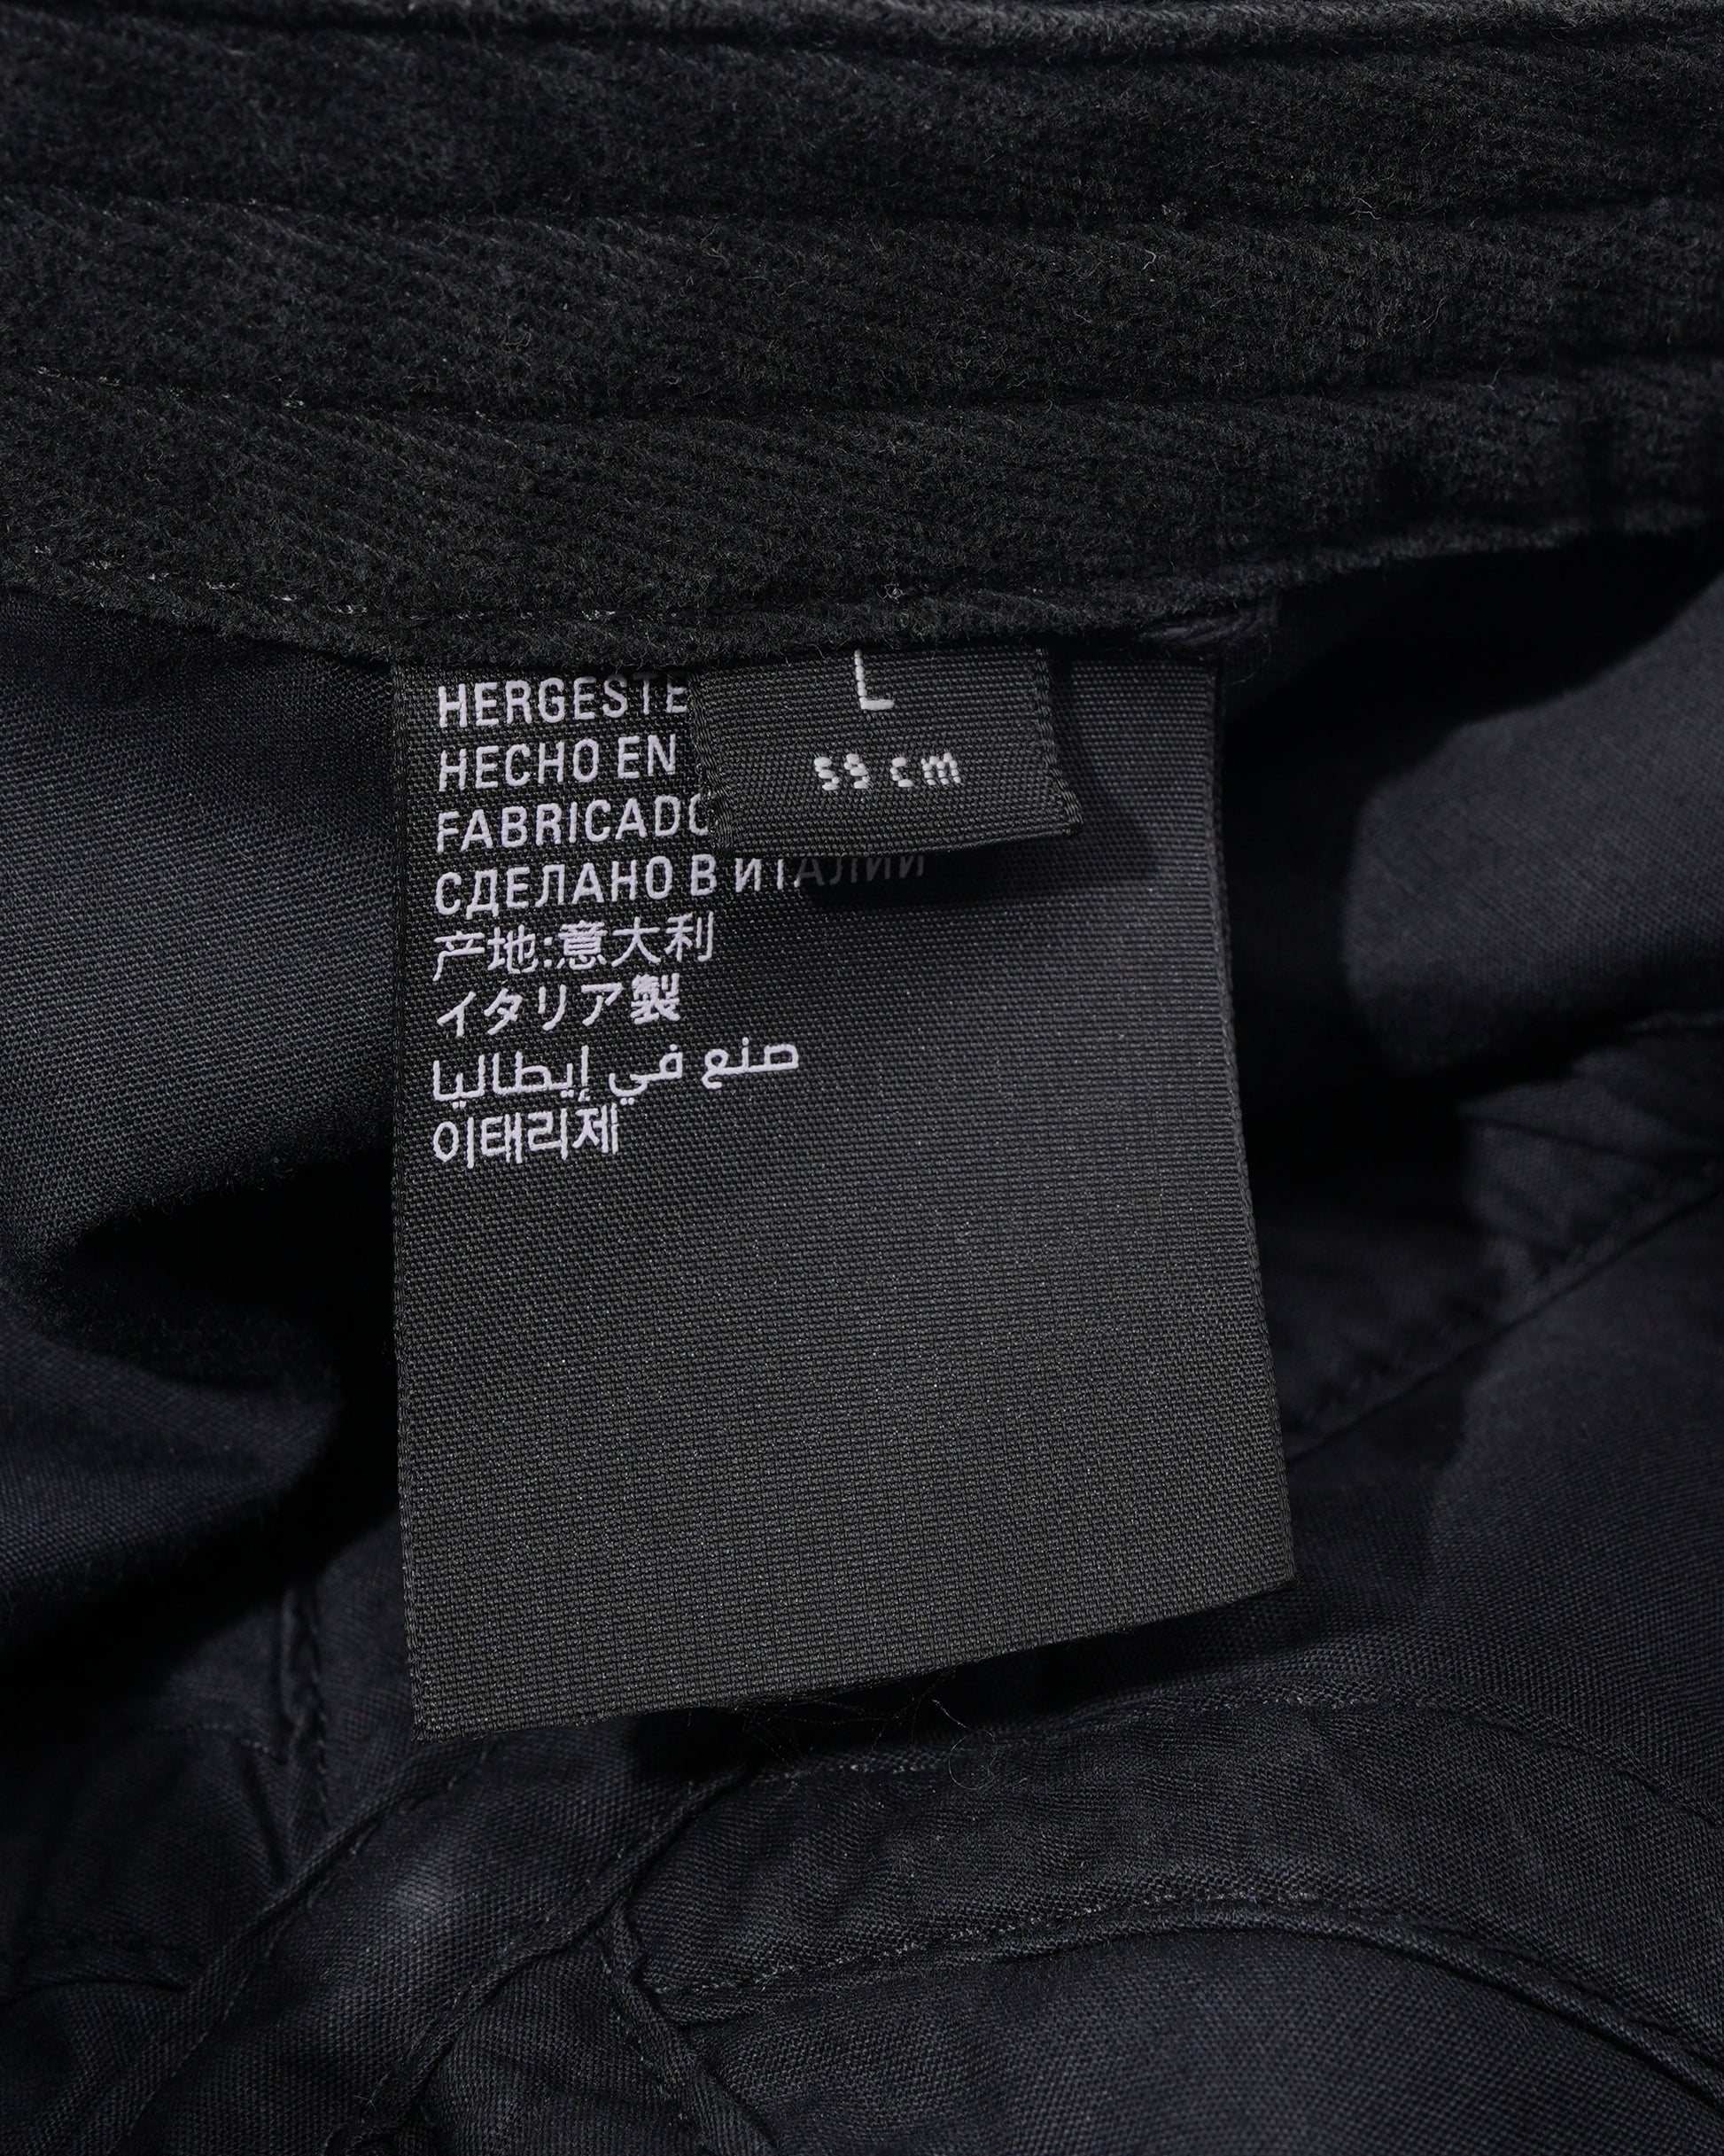 HERGESTE
HECHO EN
FABRICADO
СДЕЛАНО В ИТАЛИИ
产地:意大利
イタリア製
صنع في إيطاليا
이태리제
L
59 cm